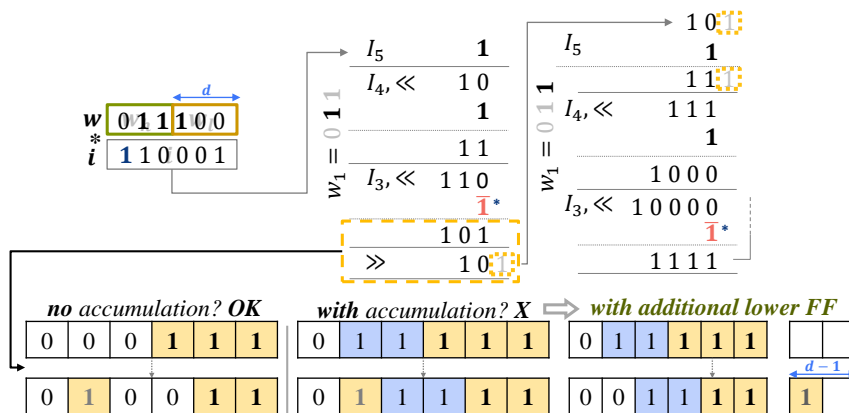 d
w 0 1 1 1 0 0
*
i 1 1 0 0 0 1
w₁ = 0 1 1
I₅ 1
I₄, ≪ 1 0
1
1 1
I₃, ≪ 1 1 0
1̅ *
1 0 1
≫ 1 0 1
w₁ = 0 1 1
1 0 1
I₅ 1
1 1 1
I₄, ≪ 1 1 1
1
1 0 0 0
I₃, ≪ 1 0 0 0 0
1̅ *
1 1 1 1
no accumulation? OK
0 0 0 1 1 1
0 1 0 0 1 1
with accumulation? X
0 1 1 1 1 1
0 1 1 1 1 1
with additional lower FF
0 1 1 1 1 1
0 0 1 1 1 1
d − 1
1